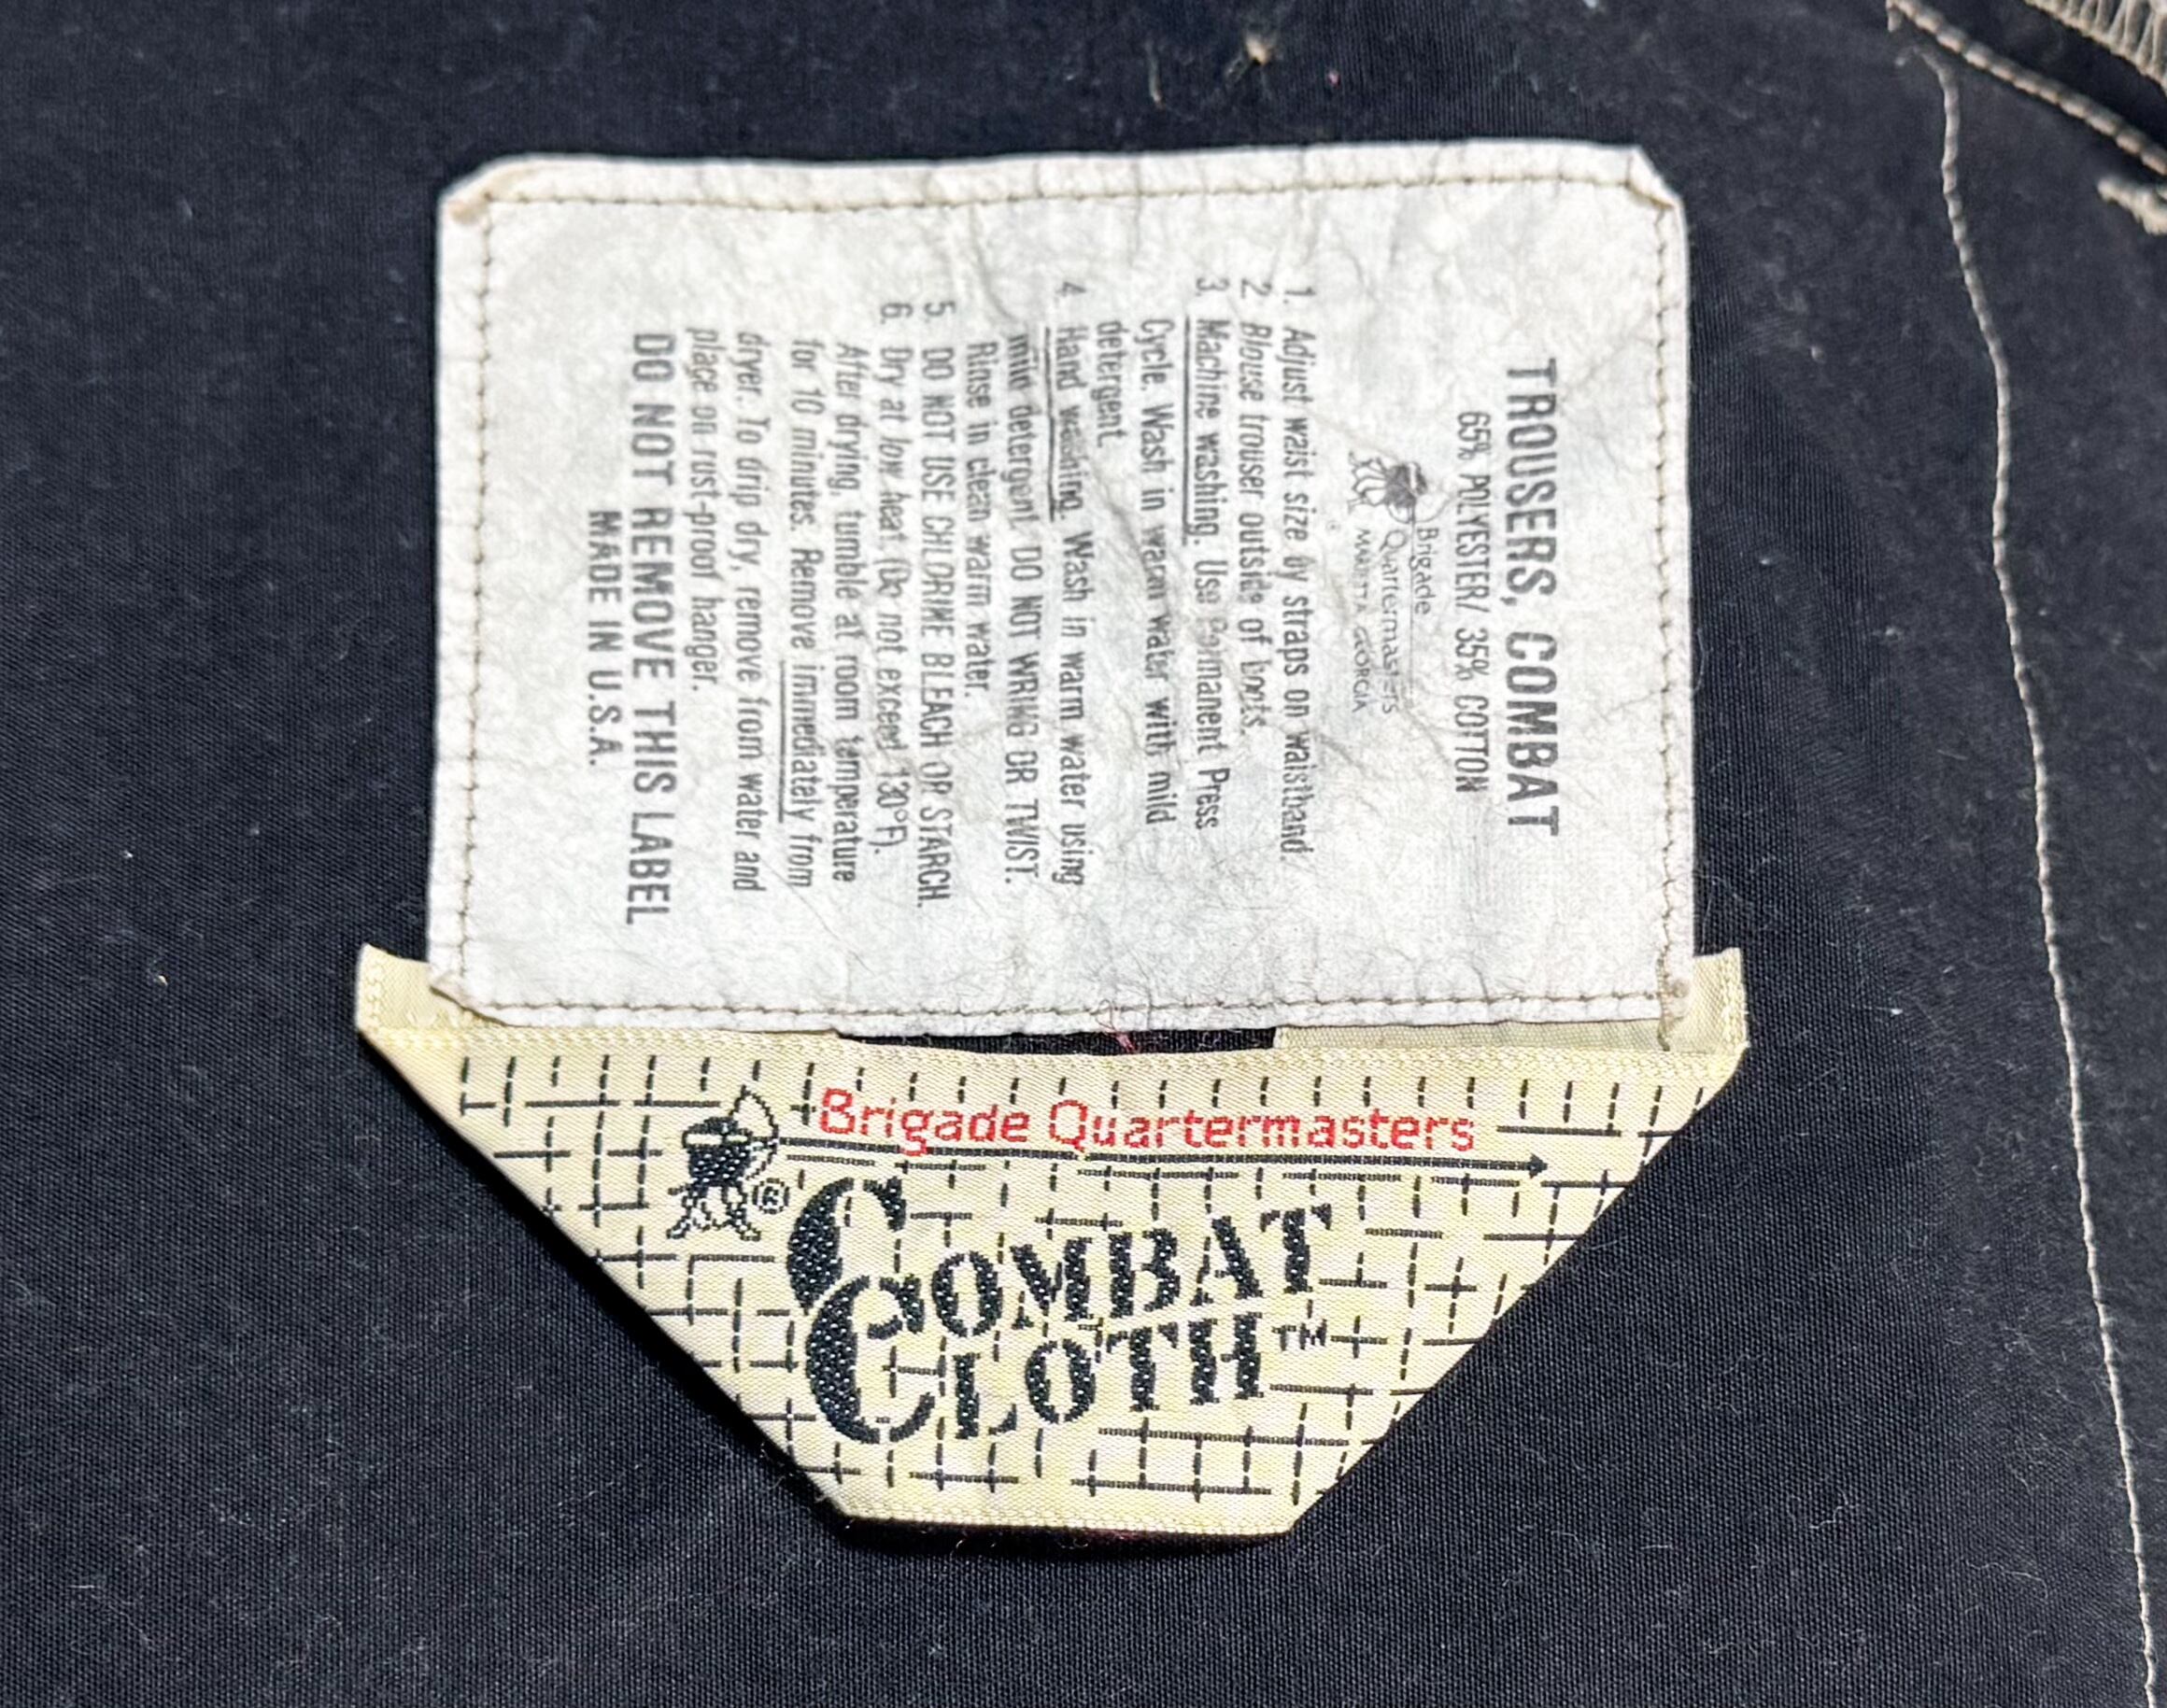 TROUSERS, COMBAT
65% POLYESTER/ 35% COTTON
Brigade
Quartermasters
MARIETTA, GEORGIA
®
1. Adjust waist size by straps on waistband.
2. Blouse trouser outside of boots.
3. Machine washing. Use Permanent Press
Cycle. Wash in warm water with mild
detergent.
4. Hand washing. Wash in warm water using
mild detergent. DO NOT WRING OR TWIST.
Rinse in clean warm water.
5. DO NOT USE CHLORINE BLEACH OR STARCH.
6. Dry at low heat (Do not exceed 130°F).
After drying, tumble at room temperature
for 10 minutes. Remove immediately from
dryer. To drip dry, remove from water and
place on rust-proof hanger.
DO NOT REMOVE THIS LABEL
MADE IN U.S.A.
Brigade Quartermasters
®
COMBAT
CLOTH™